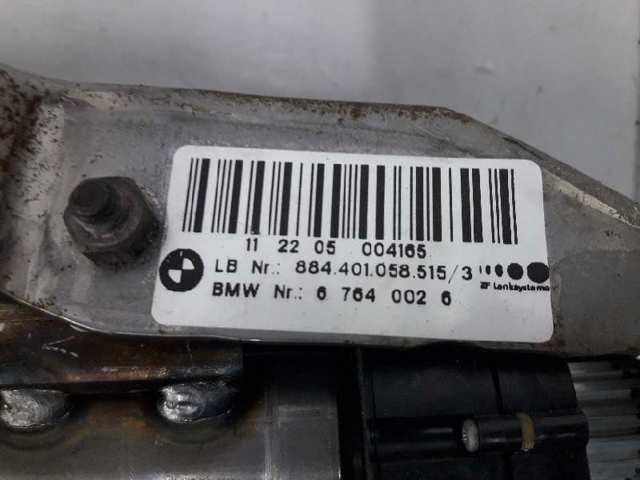 11 22 05 004165
LB Nr.: 884.401.058.515/3
ZF Lenksysteme
BMW Nr.: 6 764 002 6